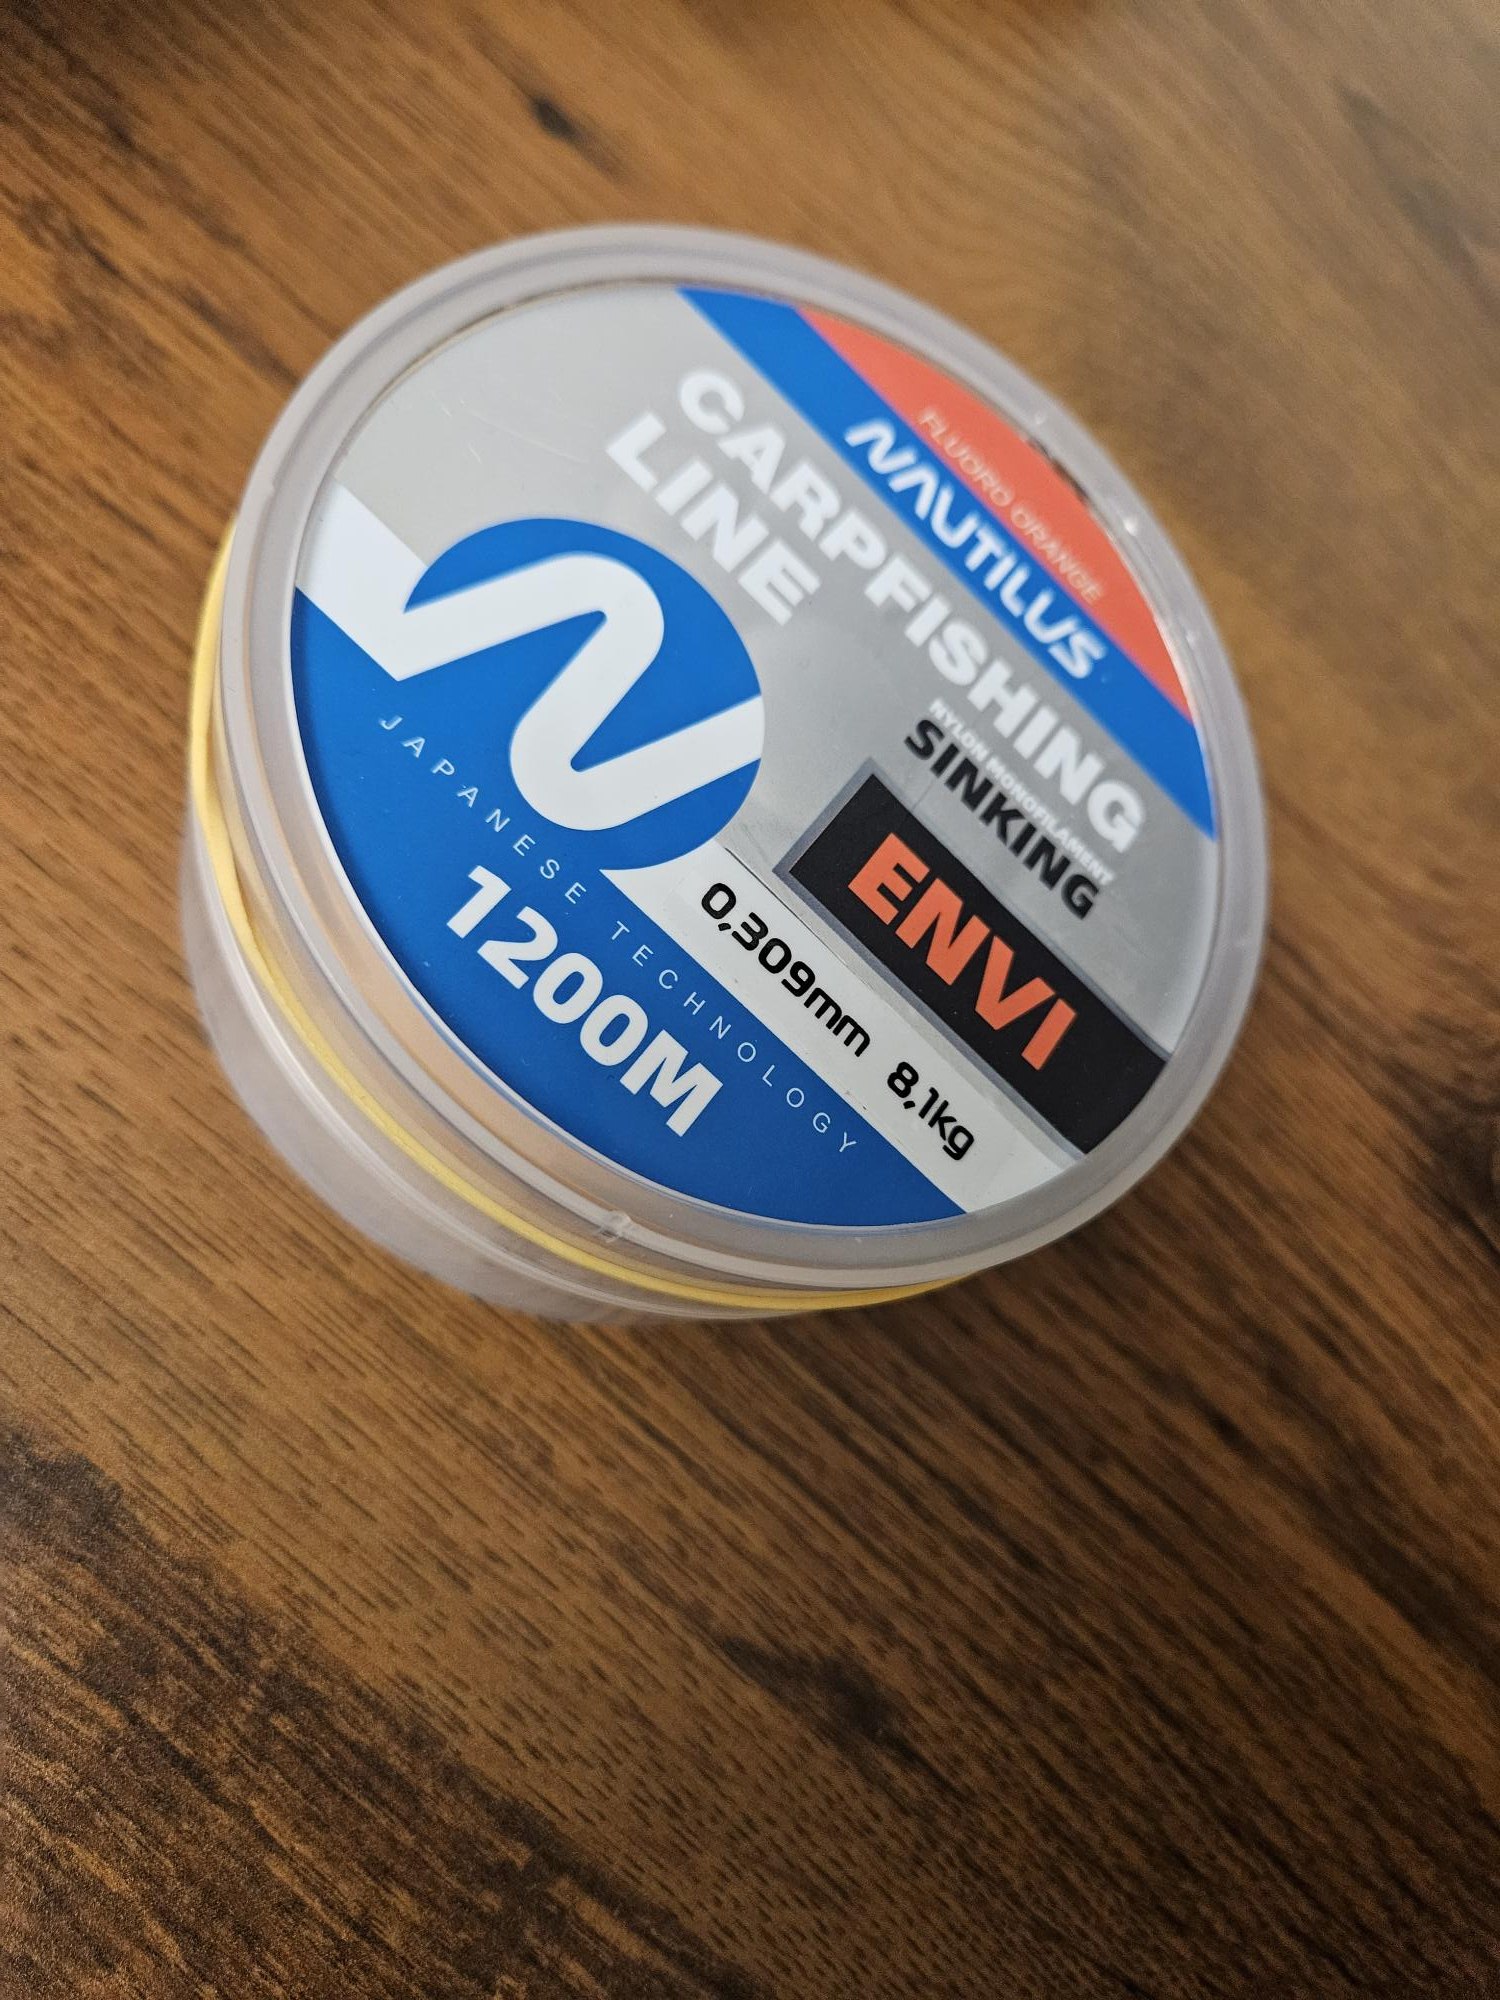 FLUORO ORANGE
NAUTILUS
CARPFISHING
LINE
NYLON MONOFILAMENT
SINKING
ENVI
0,309mm 8,1kg
JAPANESE TECHNOLOGY
1200M